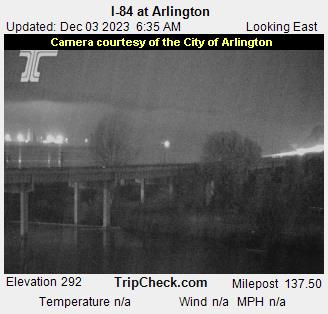 I-84 at Arlington
Updated: Dec 03 2023 6:35 AM Looking East
Camera courtesy of the City of Arlington
Elevation 292 TripCheck.com Milepost 137.50
Temperature n/a Wind n/a MPH n/a